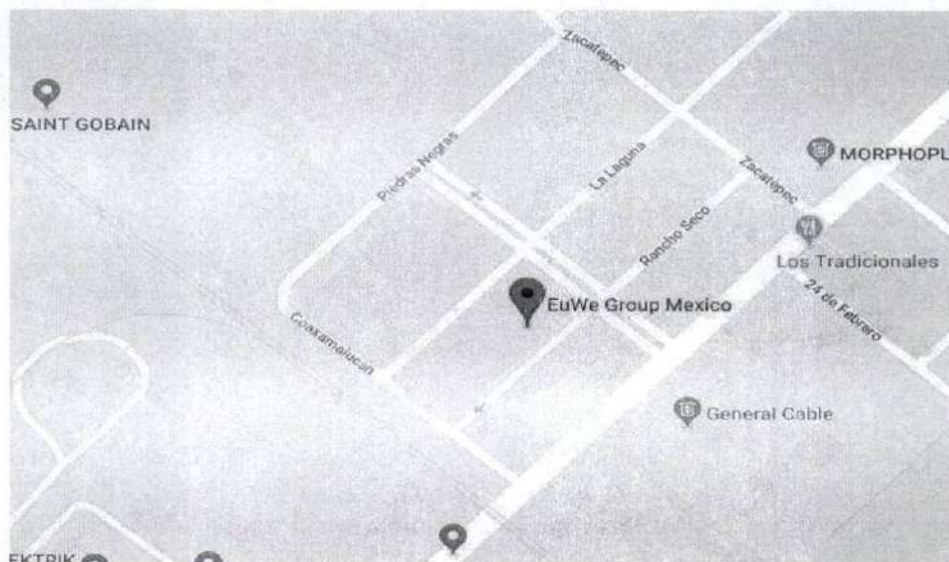 Zacatepec
SAINT GOBAIN
Piedras Negras
La Laguna
Zacatepec
MORPHOPL
Rancho Seco
Los Tradicionales
24 de Febrero
EuWe Group Mexico
Coaxamalucan
General Cable
EKTRIK